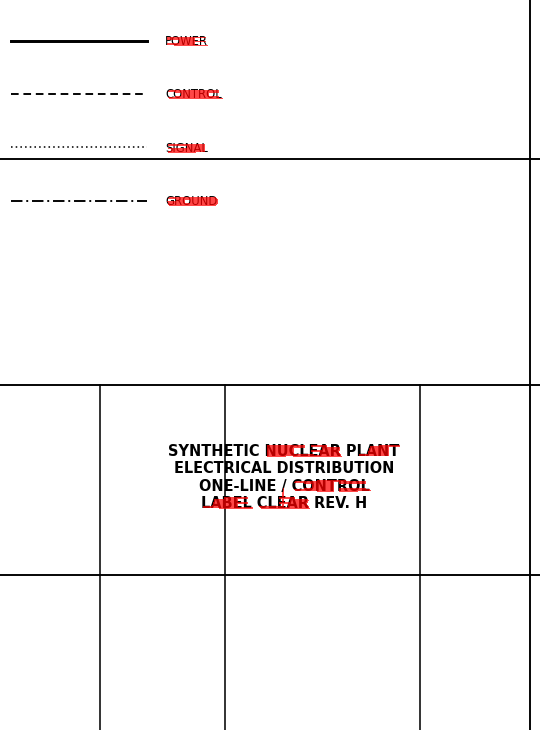 POWER
CONTROL
SIGNAL
GROUND
SYNTHETIC NUCLEAR PLANT
ELECTRICAL DISTRIBUTION
ONE-LINE / CONTROL
LABEL CLEAR REV. H